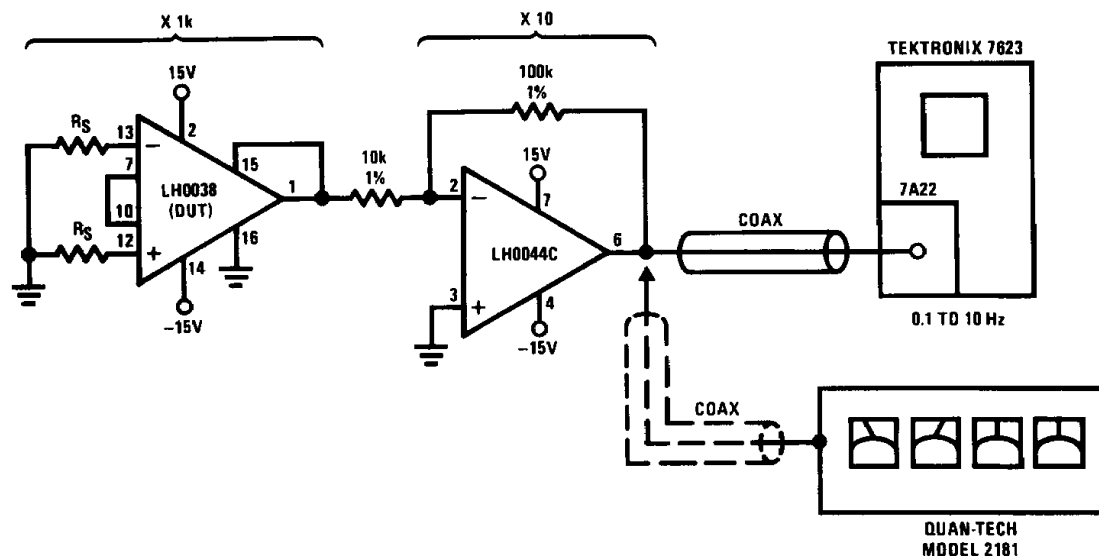 X 1k
X 10
TEKTRONIX 7623
15V
100k
1%
RS
13
2
−
7
15
LH0038
(DUT)
1
10k
1%
15V
2
−
7
7A22
10
RS
12
+
16
14
LH0044C
6
COAX
3
+
4
−15V
−15V
0.1 TO 10 Hz
COAX
QUAN-TECH
MODEL 2181